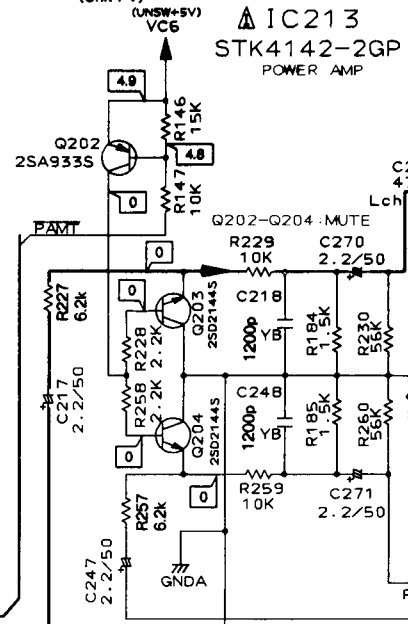 (UNSW+5V)
VC6
⚠ IC213
STK4142-2GP
POWER AMP
4.9
Q202
2SA933S
R146
15K
4.8
R147
10K
0
PAMT
Q202-Q204:MUTE
Lch
R229
10K
C270
2.2/50
0
0
R227
6.2k
Q203
2SD2144S
C218
1200p
YB
R184
1.5K
R230
56K
R228
2.2K
R258
2.2K
C217
2.2/50
Q204
2SD2144S
C248
1200p
YB
R185
1.5K
R260
56K
0
0
R257
6.2k
R259
10K
C271
2.2/50
C247
2.2/50
GNDA